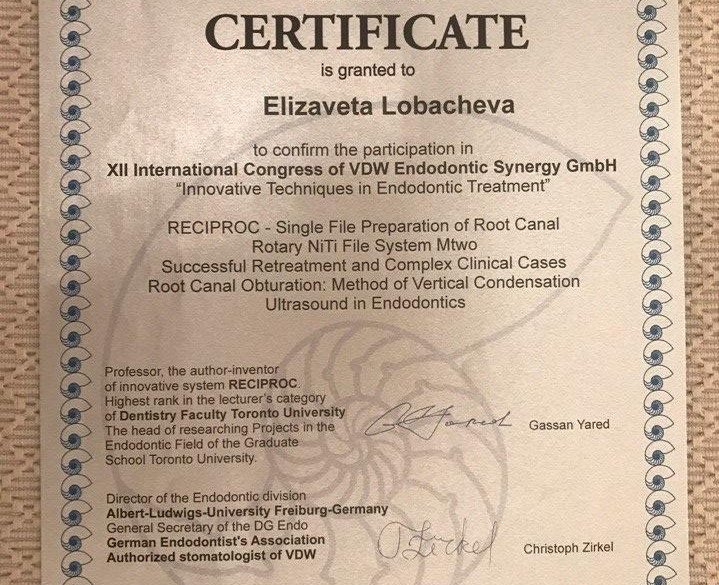 CERTIFICATE
is granted to
Elizaveta Lobacheva
to confirm the participation in
XII International Congress of VDW Endodontic Synergy GmbH
“Innovative Techniques in Endodontic Treatment”
RECIPROC - Single File Preparation of Root Canal
Rotary NiTi File System Mtwo
Successful Retreatment and Complex Clinical Cases
Root Canal Obturation: Method of Vertical Condensation
Ultrasound in Endodontics
Professor, the author-inventor
of innovative system RECIPROC.
Highest rank in the lecturer's category
of Dentistry Faculty Toronto University
The head of researching Projects in the
Endodontic Field of the Graduate
School Toronto University.
Gassan Yared
Director of the Endodontic division
Albert-Ludwigs-University Freiburg-Germany
General Secretary of the DG Endo
German Endodontist's Association
Authorized stomatologist of VDW
Christoph Zirkel